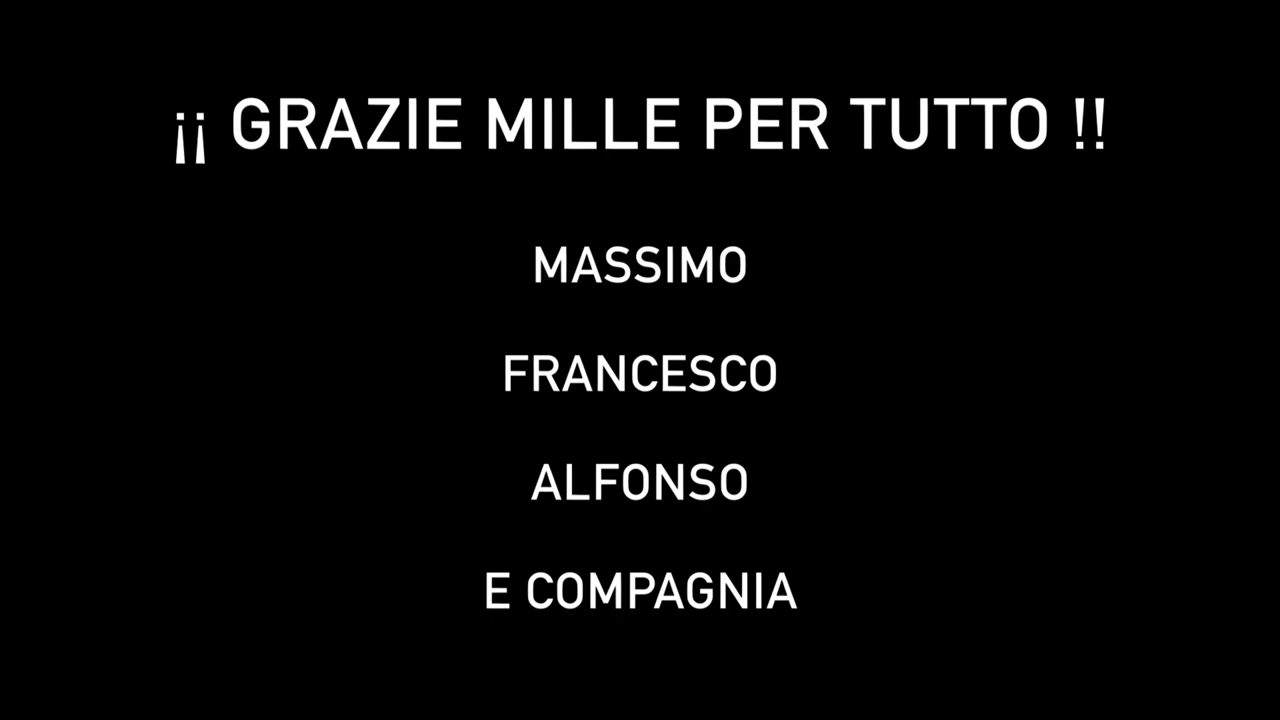 ¡¡ GRAZIE MILLE PER TUTTO !!
MASSIMO
FRANCESCO
ALFONSO
E COMPAGNIA